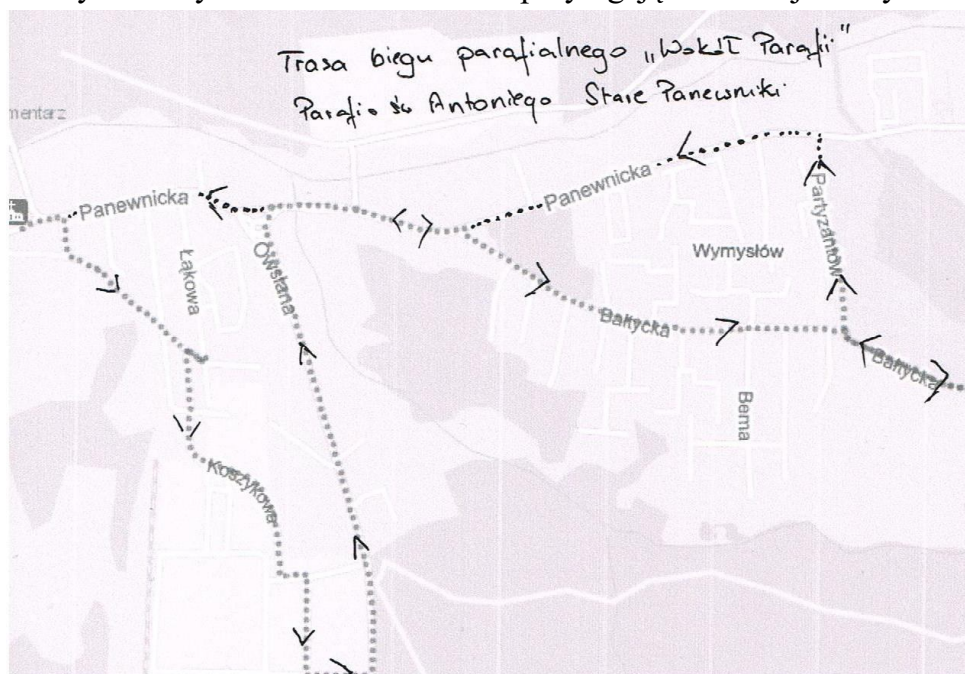 Trasa biegu parafialnego „Wokół Parafii"
Parafia św Antoniego Stare Panewniki
mentarz
Panewnicka
Panewnicka
Partyzantów
Łąkowa
Owsiana
Wymysłów
Bałtycka
Bałtycka
Bema
Koszykowa